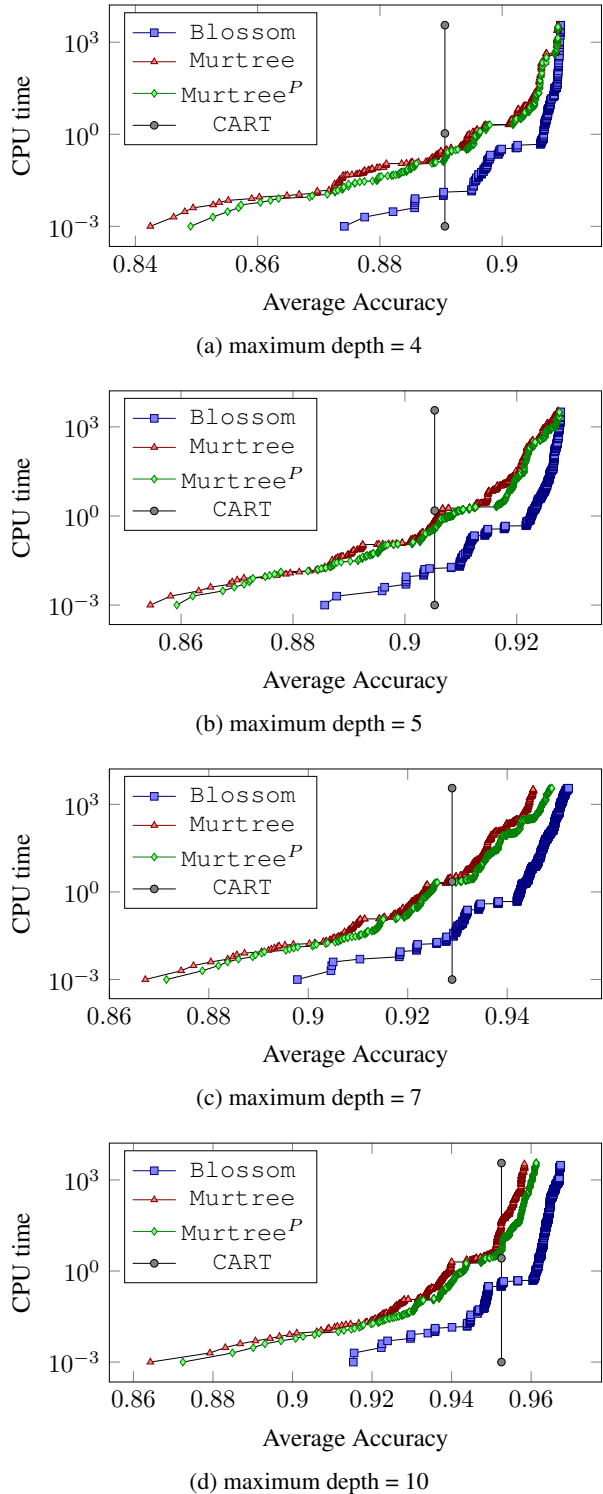 Blossom
Murtree
Murtree^P
CART
CPU time
10^3
10^0
10^−3
0.84 0.86 0.88 0.9
Average Accuracy
(a) maximum depth = 4
Blossom
Murtree
Murtree^P
CART
CPU time
10^3
10^0
10^−3
0.86 0.88 0.9 0.92
Average Accuracy
(b) maximum depth = 5
Blossom
Murtree
Murtree^P
CART
CPU time
10^3
10^0
10^−3
0.86 0.88 0.9 0.92 0.94
Average Accuracy
(c) maximum depth = 7
Blossom
Murtree
Murtree^P
CART
CPU time
10^3
10^0
10^−3
0.86 0.88 0.9 0.92 0.94 0.96
Average Accuracy
(d) maximum depth = 10